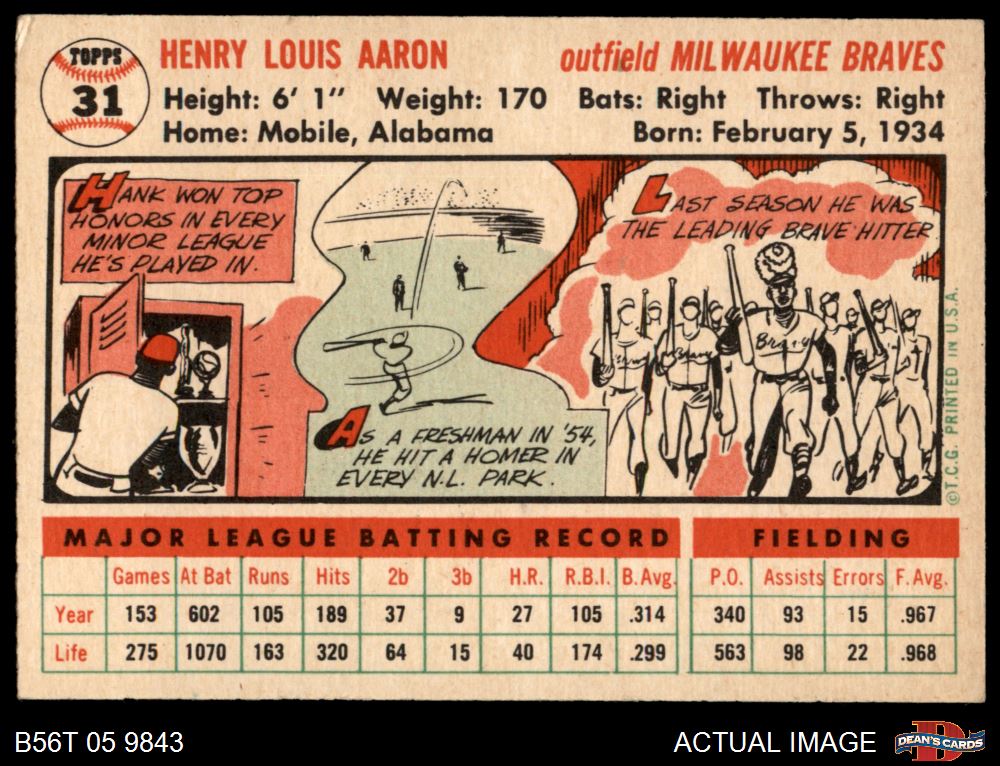 TOPPS
31
HENRY LOUIS AARON
outfield MILWAUKEE BRAVES
Height: 6' 1" Weight: 170 Bats: Right Throws: Right
Home: Mobile, Alabama
Born: February 5, 1934
HANK WON TOP
HONORS IN EVERY
MINOR LEAGUE
HE'S PLAYED IN.
AS A FRESHMAN IN '54,
HE HIT A HOMER IN
EVERY N.L. PARK.
LAST SEASON HE WAS
THE LEADING BRAVE HITTER
Braves
©T.C.G. PRINTED IN U.S.A.
MAJOR LEAGUE BATTING RECORD
FIELDING
Games At Bat Runs Hits 2b 3b H.R. R.B.I. B.Avg. P.O. Assists Errors F.Avg.
Year 153 602 105 189 37 9 27 105 .314 340 93 15 .967
Life 275 1070 163 320 64 15 40 174 .299 563 98 22 .968
B56T 05 9843
ACTUAL IMAGE
DEAN'S CARDS